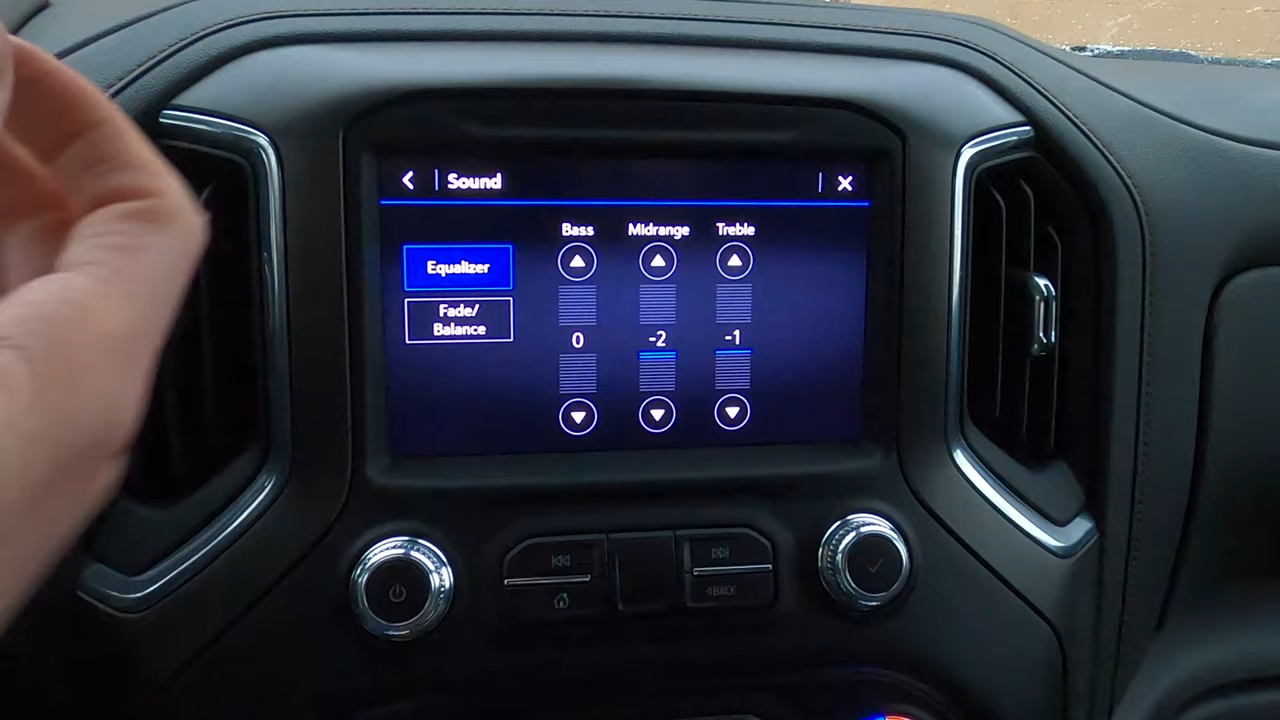 Sound
Bass Midrange Treble
Equalizer
Fade/
Balance
0 -2 -1
BACK